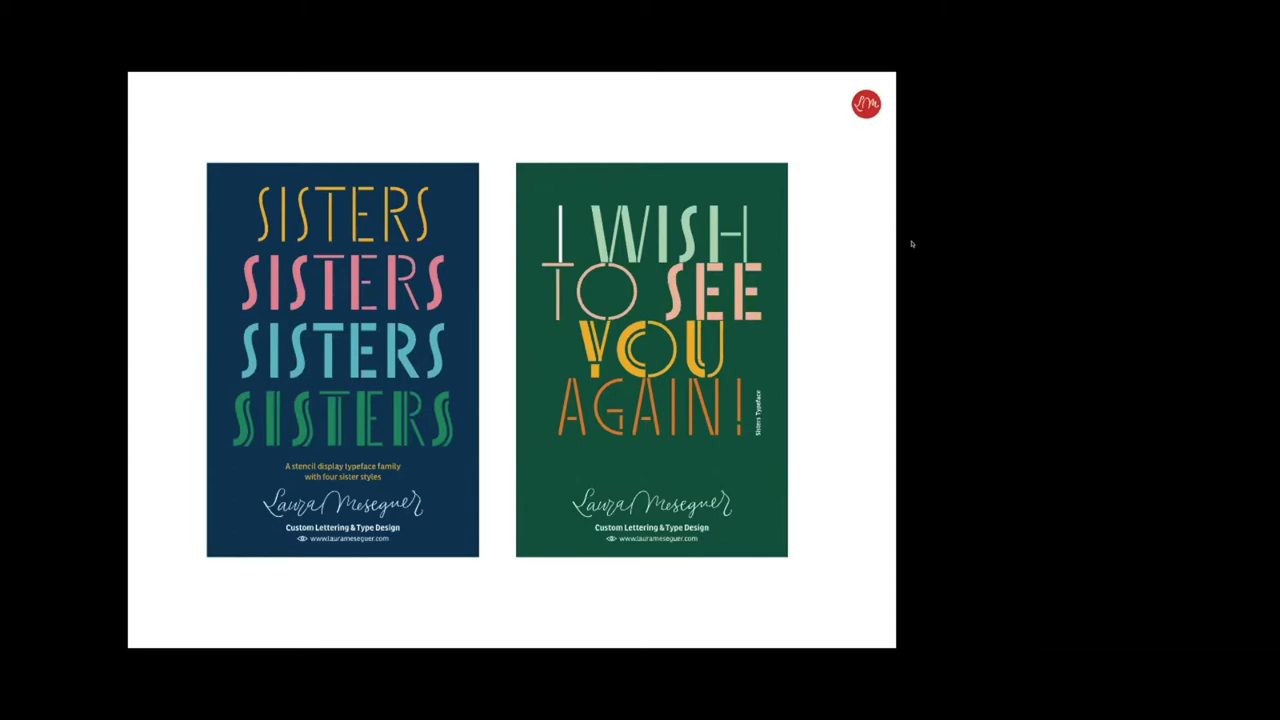 LM
SISTERS
SISTERS
SISTERS
SISTERS
A stencil display typeface family
with four sister styles
Laura Meseguer
Custom Lettering & Type Design
www.laurameseguer.com
I WISH
TO SEE
YOU
AGAIN!
Sisters Typeface
Laura Meseguer
Custom Lettering & Type Design
www.laurameseguer.com